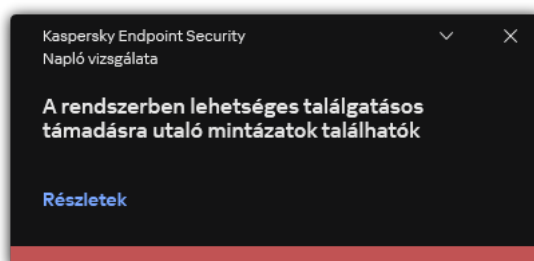 Kaspersky Endpoint Security
Napló vizsgálata
A rendszerben lehetséges találgatásos
támadásra utaló mintázatok találhatók
Részletek